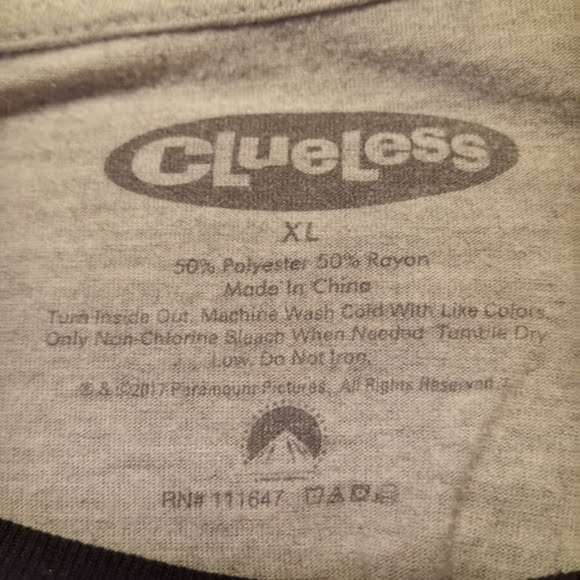 CLueLess
XL
50% Polyester 50% Rayon
Made In China
Turn Inside Out. Machine Wash Cold With Like Colors.
Only Non-Chlorine Bleach When Needed. Tumble Dry
Low. Do Not Iron.
® & ©2017 Paramount Pictures. All Rights Reserved.
RN# 111647